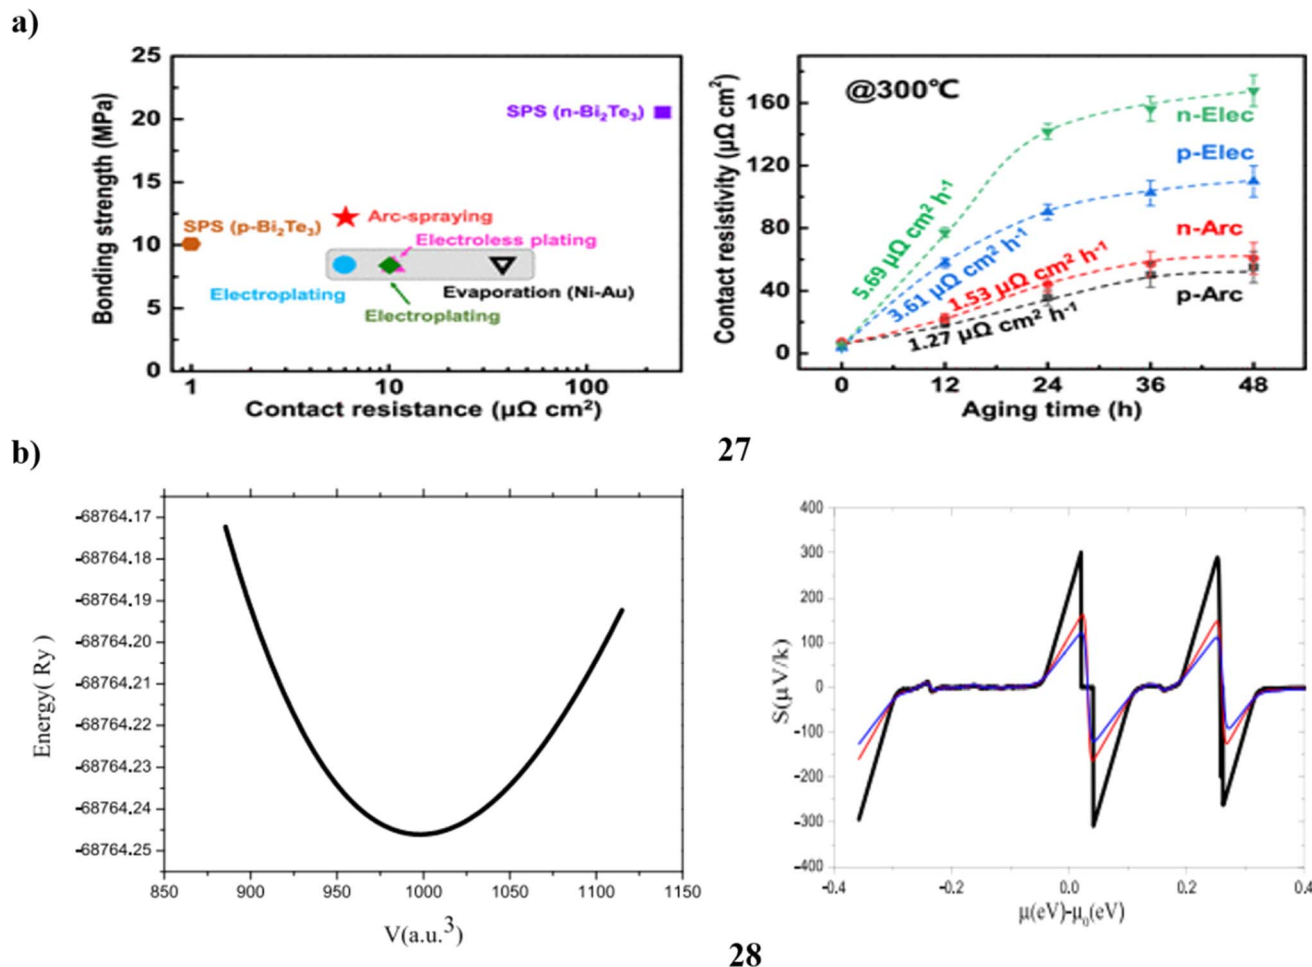 a)
25
20
15
10
5
0
Bonding strength (MPa)
SPS (n-Bi₂Te₃)
SPS (p-Bi₂Te₃)
Arc-spraying
Electroless plating
Electroplating
Evaporation (Ni-Au)
Electroplating
1 10 100
Contact resistance (μΩ cm²)
@300℃
160
120
80
40
0
Contact resistivity (μΩ cm²)
n-Elec
p-Elec
n-Arc
p-Arc
5.69 μΩ cm² h⁻¹
3.61 μΩ cm² h⁻¹
1.53 μΩ cm² h⁻¹
1.27 μΩ cm² h⁻¹
0 12 24 36 48
Aging time (h)
27
b)
-68764.17
-68764.18
-68764.19
-68764.20
-68764.21
-68764.22
-68764.23
-68764.24
-68764.25
Energy( Ry )
850 900 950 1000 1050 1100 1150
V(a.u.³)
400
300
200
100
0
-100
-200
-300
-400
S(μV/k)
-0.4 -0.2 0.0 0.2 0.4
μ(eV)-μ₀(eV)
28